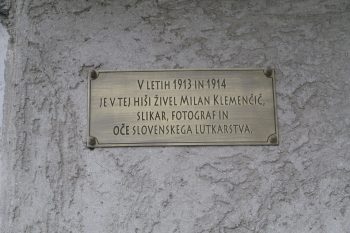 V LETIH 1913 IN 1914
JE V TEJ HIŠI ŽIVEL MILAN KLEMENČIČ,
SLIKAR, FOTOGRAF IN
OČE SLOVENSKEGA LUTKARSTVA.